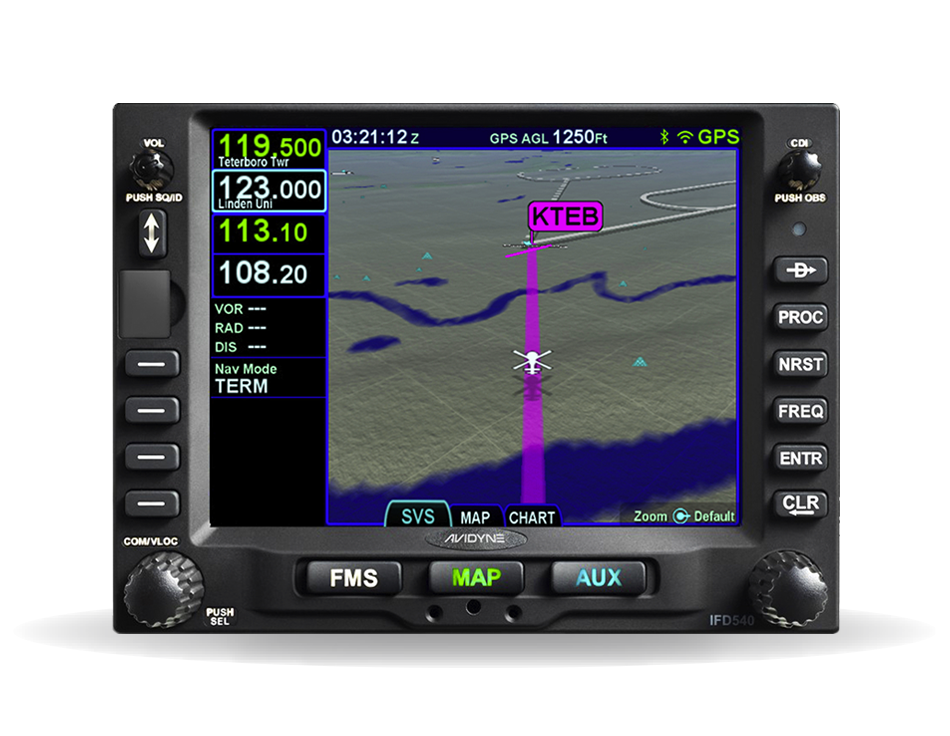 VOL
PUSH SQ/ID
119.500
Teterboro Twr
123.000
Linden Uni
113.10
108.20
VOR ---
RAD ---
DIS ---
Nav Mode
TERM
03:21:12 Z
GPS AGL 1250Ft
GPS
KTEB
SVS
MAP
CHART
Zoom
Default
CDI
PUSH OBS
D
PROC
NRST
FREQ
ENTR
CLR
AVIDYNE
COM/VLOC
PUSH
SEL
FMS
MAP
AUX
IFD540